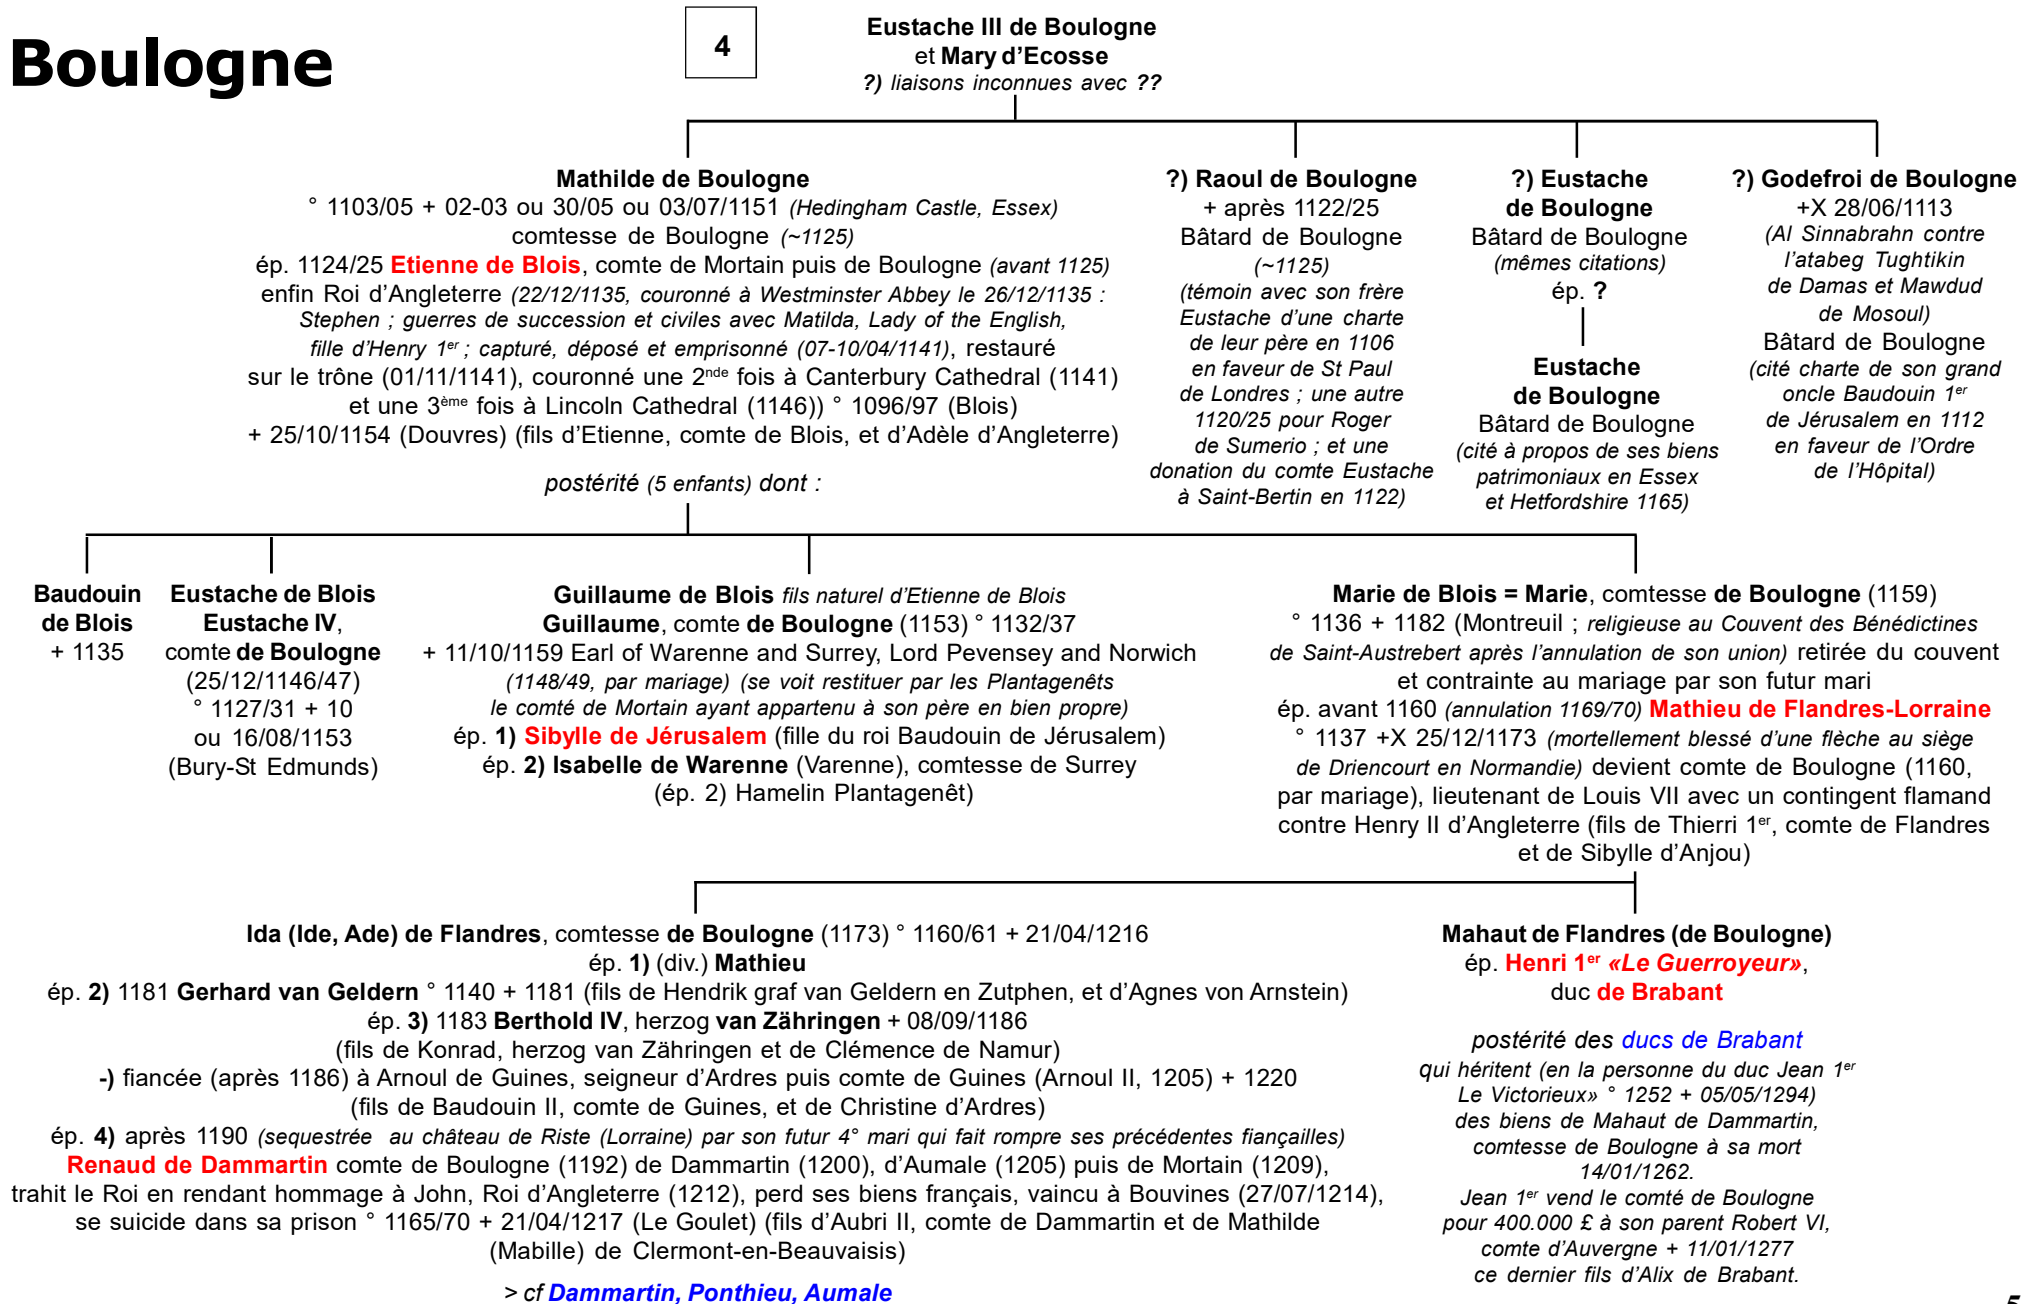 Boulogne
4
Eustache III de Boulogne
et Mary d’Ecosse
?) liaisons inconnues avec ??
Mathilde de Boulogne
° 1103/05 + 02-03 ou 30/05 ou 03/07/1151 (Hedingham Castle, Essex)
comtesse de Boulogne (~1125)
ép. 1124/25 Etienne de Blois, comte de Mortain puis de Boulogne (avant 1125)
enfin Roi d’Angleterre (22/12/1135, couronné à Westminster Abbey le 26/12/1135 :
Stephen ; guerres de succession et civiles avec Matilda, Lady of the English,
fille d’Henry 1er ; capturé, déposé et emprisonné (07-10/04/1141), restauré
sur le trône (01/11/1141), couronné une 2nde fois à Canterbury Cathedral (1141)
et une 3ème fois à Lincoln Cathedral (1146)) ° 1096/97 (Blois)
+ 25/10/1154 (Douvres) (fils d’Etienne, comte de Blois, et d’Adèle d’Angleterre)
postérité (5 enfants) dont :
?) Raoul de Boulogne
+ après 1122/25
Bâtard de Boulogne
(~1125)
(témoin avec son frère
Eustache d’une charte
de leur père en 1106
en faveur de St Paul
de Londres ; une autre
1120/25 pour Roger
de Sumerio ; et une
donation du comte Eustache
à Saint-Bertin en 1122)
?) Eustache
de Boulogne
Bâtard de Boulogne
(mêmes citations)
ép. ?
Eustache
de Boulogne
Bâtard de Boulogne
(cité à propos de ses biens
patrimoniaux en Essex
et Hetfordshire 1165)
?) Godefroi de Boulogne
+X 28/06/1113
(Al Sinnabrahn contre
l’atabeg Tughtikin
de Damas et Mawdud
de Mosoul)
Bâtard de Boulogne
(cité charte de son grand
oncle Baudouin 1er
de Jérusalem en 1112
en faveur de l’Ordre
de l’Hôpital)
Baudouin
de Blois
+ 1135
Eustache de Blois
Eustache IV,
comte de Boulogne
(25/12/1146/47)
° 1127/31 + 10
ou 16/08/1153
(Bury-St Edmunds)
Guillaume de Blois fils naturel d’Etienne de Blois
Guillaume, comte de Boulogne (1153) ° 1132/37
+ 11/10/1159 Earl of Warenne and Surrey, Lord Pevensey and Norwich
(1148/49, par mariage) (se voit restituer par les Plantagenêts
le comté de Mortain ayant appartenu à son père en bien propre)
ép. 1) Sibylle de Jérusalem (fille du roi Baudouin de Jérusalem)
ép. 2) Isabelle de Warenne (Varenne), comtesse de Surrey
(ép. 2) Hamelin Plantagenêt)
Marie de Blois = Marie, comtesse de Boulogne (1159)
° 1136 + 1182 (Montreuil ; religieuse au Couvent des Bénédictines
de Saint-Austrebert après l’annulation de son union) retirée du couvent
et contrainte au mariage par son futur mari
ép. avant 1160 (annulation 1169/70) Mathieu de Flandres-Lorraine
° 1137 +X 25/12/1173 (mortellement blessé d’une flèche au siège
de Driencourt en Normandie) devient comte de Boulogne (1160,
par mariage), lieutenant de Louis VII avec un contingent flamand
contre Henry II d’Angleterre (fils de Thierri 1er, comte de Flandres
et de Sibylle d’Anjou)
Ida (Ide, Ade) de Flandres, comtesse de Boulogne (1173) ° 1160/61 + 21/04/1216
ép. 1) (div.) Mathieu
ép. 2) 1181 Gerhard van Geldern ° 1140 + 1181 (fils de Hendrik graf van Geldern en Zutphen, et d’Agnes von Arnstein)
ép. 3) 1183 Berthold IV, herzog van Zähringen + 08/09/1186
(fils de Konrad, herzog van Zähringen et de Clémence de Namur)
-) fiancée (après 1186) à Arnoul de Guines, seigneur d’Ardres puis comte de Guines (Arnoul II, 1205) + 1220
(fils de Baudouin II, comte de Guines, et de Christine d’Ardres)
ép. 4) après 1190 (sequestrée au château de Riste (Lorraine) par son futur 4° mari qui fait rompre ses précédentes fiançailles)
Renaud de Dammartin comte de Boulogne (1192) de Dammartin (1200), d’Aumale (1205) puis de Mortain (1209),
trahit le Roi en rendant hommage à John, Roi d’Angleterre (1212), perd ses biens français, vaincu à Bouvines (27/07/1214),
se suicide dans sa prison ° 1165/70 + 21/04/1217 (Le Goulet) (fils d’Aubri II, comte de Dammartin et de Mathilde
(Mabille) de Clermont-en-Beauvaisis)
> cf Dammartin, Ponthieu, Aumale
Mahaut de Flandres (de Boulogne)
ép. Henri 1er «Le Guerroyeur»,
duc de Brabant
postérité des ducs de Brabant
qui héritent (en la personne du duc Jean 1er
Le Victorieux» ° 1252 + 05/05/1294)
des biens de Mahaut de Dammartin,
comtesse de Boulogne à sa mort
14/01/1262.
Jean 1er vend le comté de Boulogne
pour 400.000 £ à son parent Robert VI,
comte d’Auvergne + 11/01/1277
ce dernier fils d’Alix de Brabant.
5